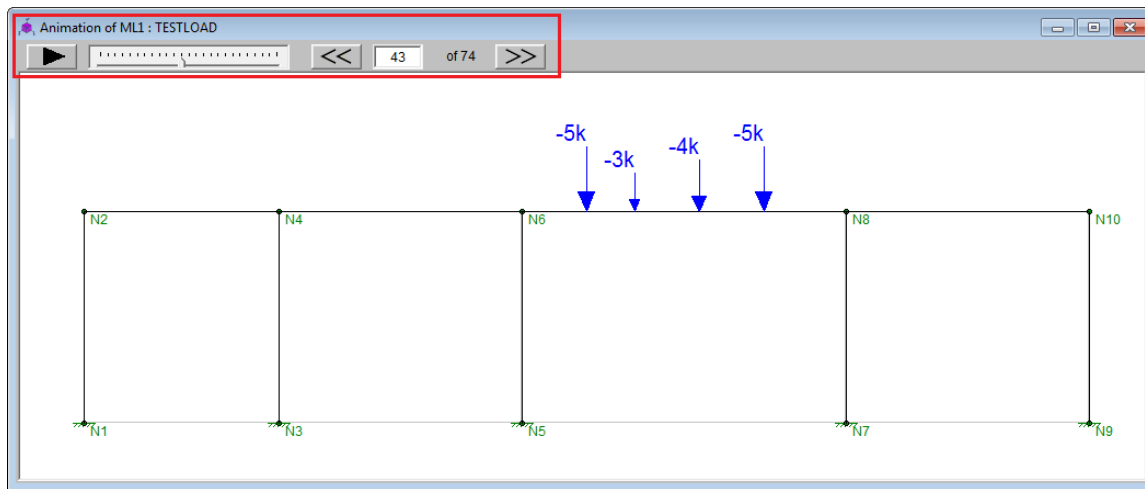 Animation of ML1 : TESTLOAD
<< 43 of 74 >>
-5k -3k -4k -5k
N2 N4 N6 N8 N10
N1 N3 N5 N7 N9